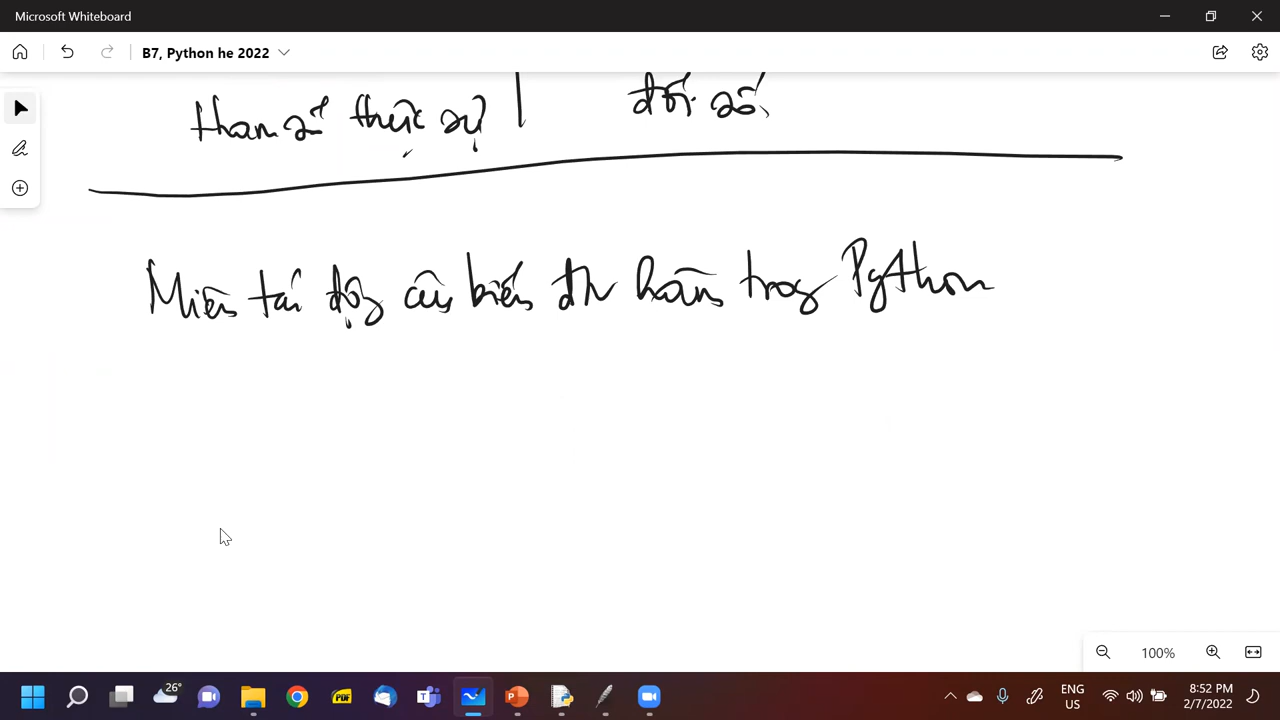 Microsoft Whiteboard
B7, Python he 2022
tham số thực sự | đối số
Miền tác động của biến đv hàm trong Python
100%
26°
ENG
US
8:52 PM
2/7/2022